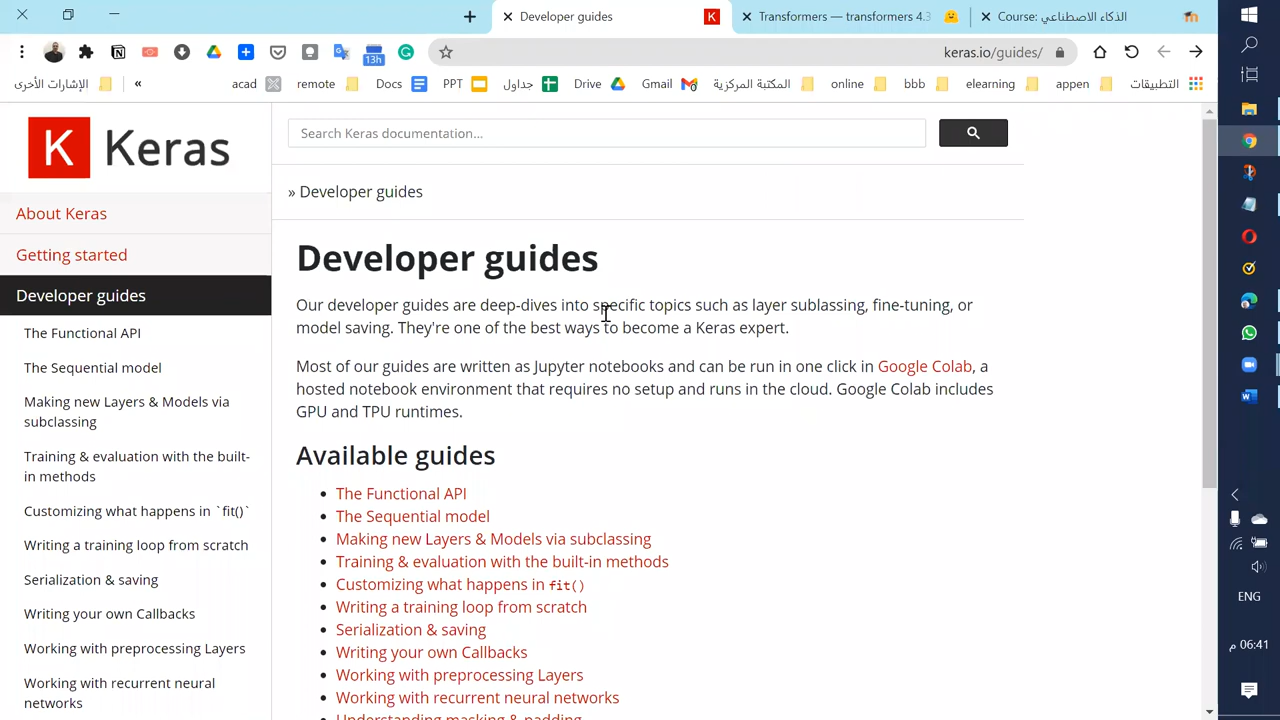 Developer guides
Transformers — transformers 4.3
Course: الذكاء الاصطناعي
13h
keras.io/guides/
الإشارات الأخرى
«
acad
remote
Docs
PPT
جداول
Drive
Gmail
المكتبة المركزية
online
bbb
elearning
appen
التطبيقات
K Keras
Search Keras documentation...
» Developer guides
About Keras
Getting started
Developer guides
The Functional API
The Sequential model
Making new Layers & Models via
subclassing
Training & evaluation with the built-
in methods
Customizing what happens in `fit()`
Writing a training loop from scratch
Serialization & saving
Writing your own Callbacks
Working with preprocessing Layers
Working with recurrent neural
networks
Developer guides
Our developer guides are deep-dives into specific topics such as layer sublassing, fine-tuning, or
model saving. They're one of the best ways to become a Keras expert.
Most of our guides are written as Jupyter notebooks and can be run in one click in Google Colab, a
hosted notebook environment that requires no setup and runs in the cloud. Google Colab includes
GPU and TPU runtimes.
Available guides
The Functional API
The Sequential model
Making new Layers & Models via subclassing
Training & evaluation with the built-in methods
Customizing what happens in fit()
Writing a training loop from scratch
Serialization & saving
Writing your own Callbacks
Working with preprocessing Layers
Working with recurrent neural networks
Understanding masking & padding
ENG
06:41 م